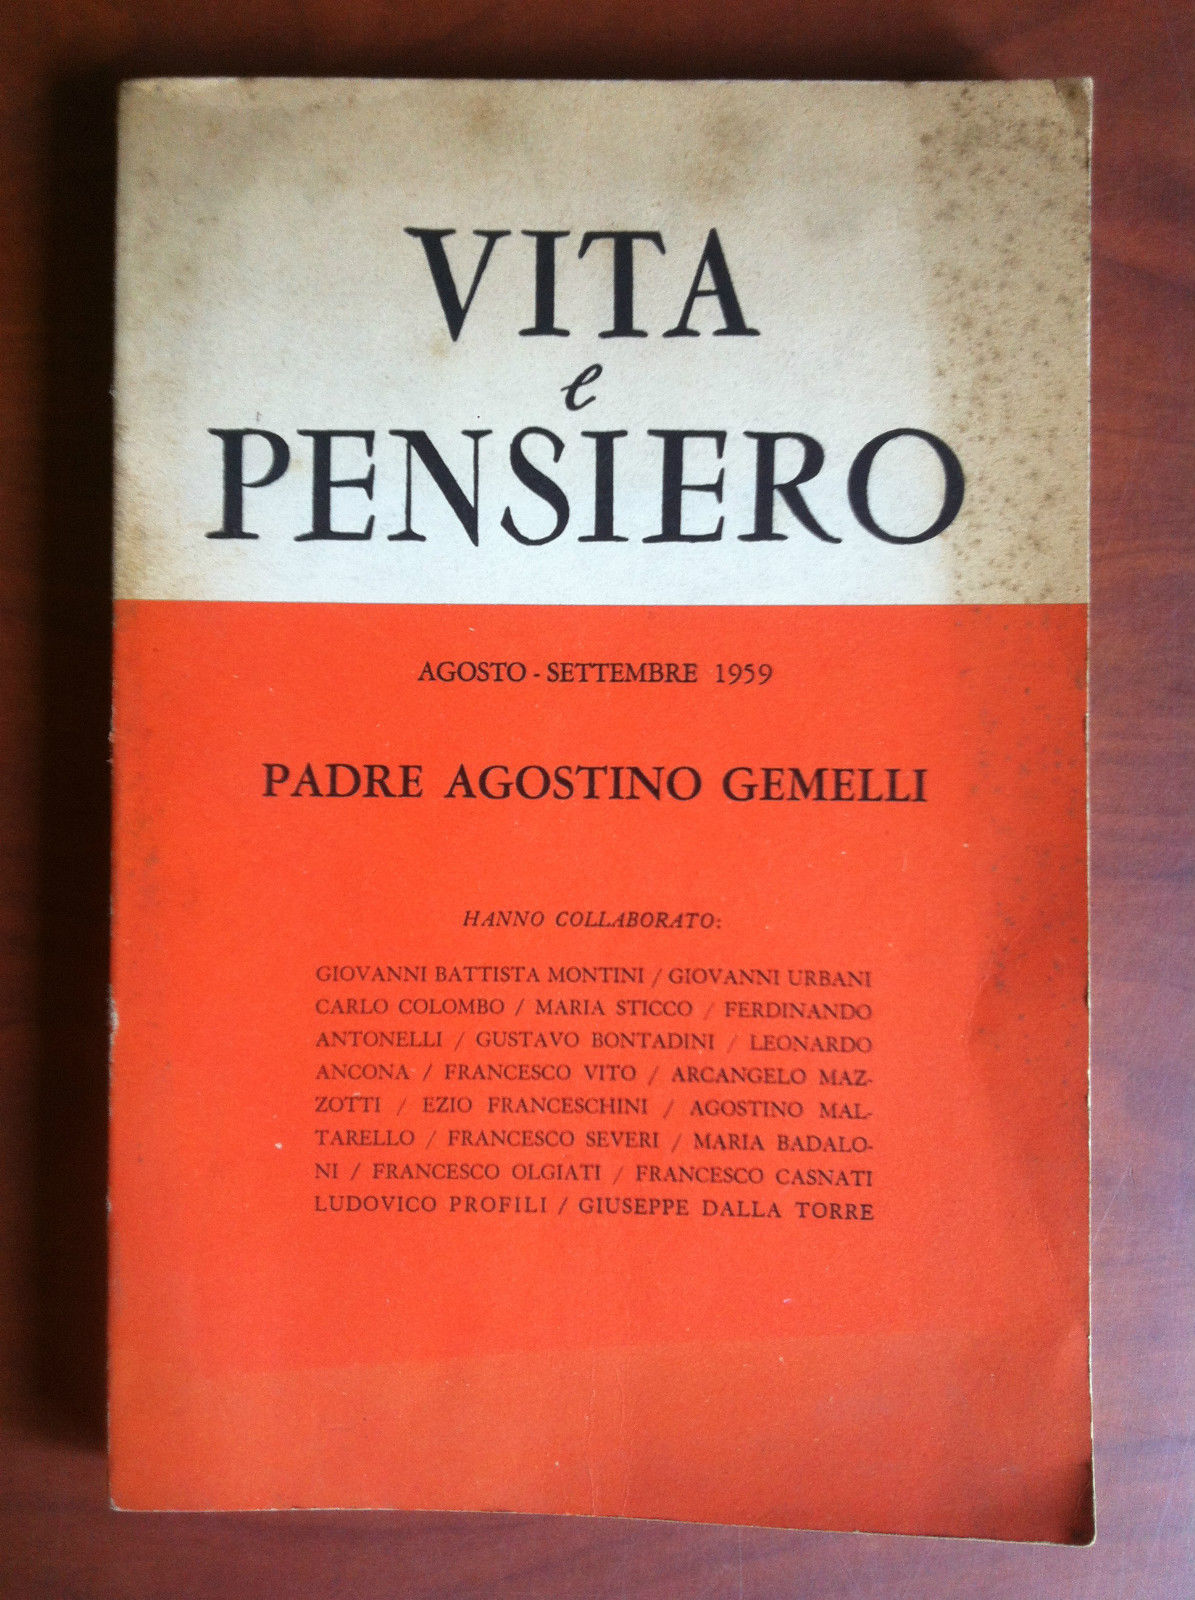 VITA
e
PENSIERO
AGOSTO - SETTEMBRE 1959
PADRE AGOSTINO GEMELLI
HANNO COLLABORATO:
GIOVANNI BATTISTA MONTINI / GIOVANNI URBANI
CARLO COLOMBO / MARIA STICCO / FERDINANDO
ANTONELLI / GUSTAVO BONTADINI / LEONARDO
ANCONA / FRANCESCO VITO / ARCANGELO MAZ-
ZOTTI / EZIO FRANCESCHINI / AGOSTINO MAL-
TARELLO / FRANCESCO SEVERI / MARIA BADALO-
NI / FRANCESCO OLGIATI / FRANCESCO CASNATI
LUDOVICO PROFILI / GIUSEPPE DALLA TORRE